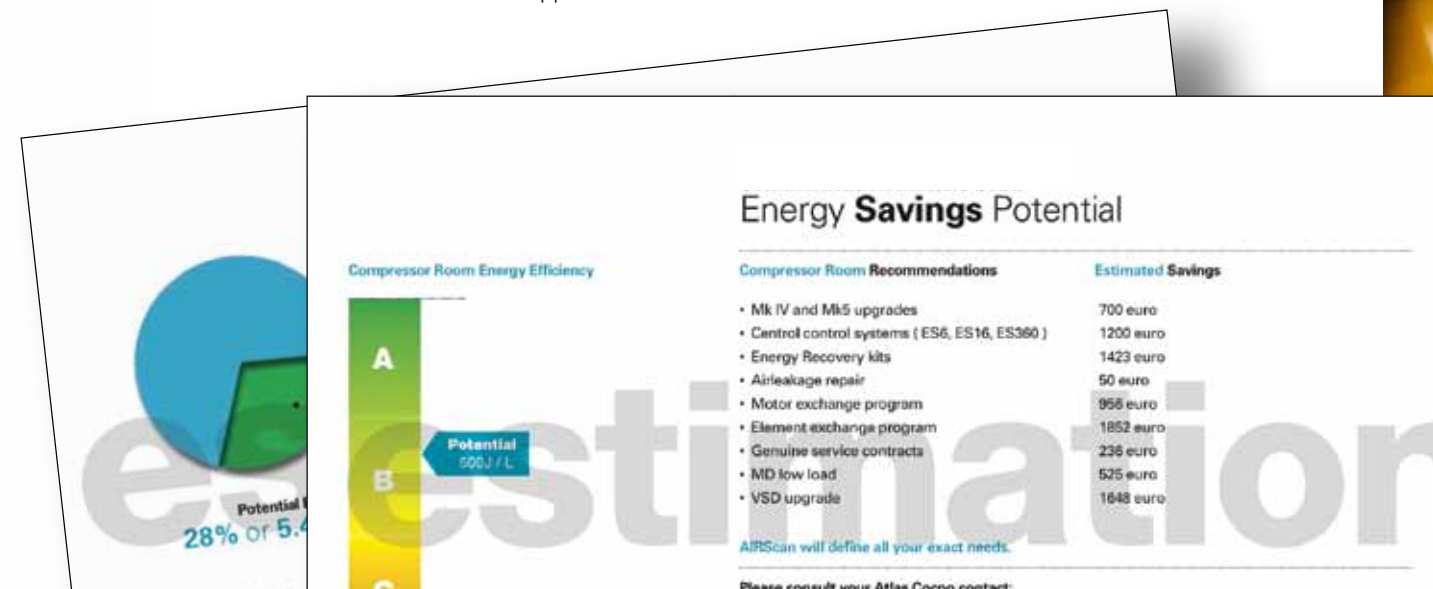 Energy Savings Potential
Compressor Room Energy Efficiency
A
B
C
Potential
600J / L
Compressor Room Recommendations
Estimated Savings
• Mk IV and Mk5 upgrades 700 euro
• Central control systems ( ES6, ES16, ES360 ) 1200 euro
• Energy Recovery kits 1423 euro
• Airleakage repair 50 euro
• Motor exchange program 956 euro
• Element exchange program 1852 euro
• Genuine service contracts 236 euro
• MD low load 525 euro
• VSD upgrade 1648 euro
AIRScan will define all your exact needs.
Please consult your Atlas Cocpo contact:
Potential
28% or 5.4
es
estimation